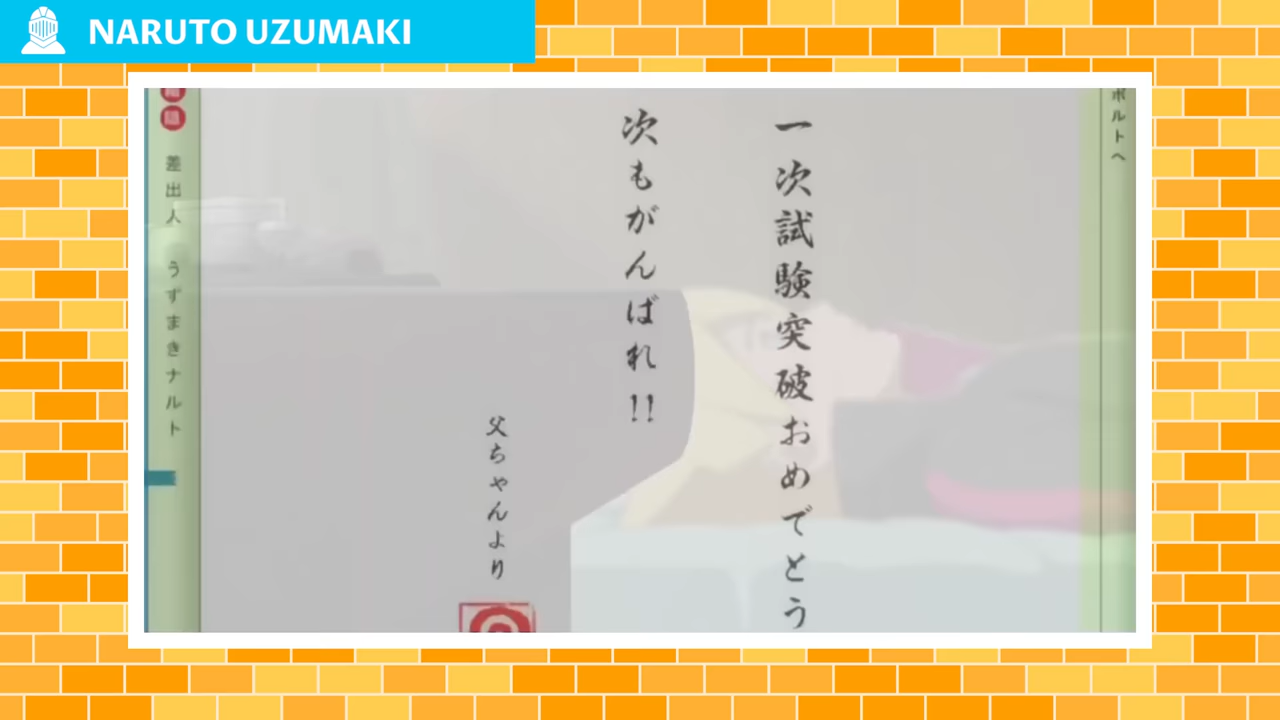 NARUTO UZUMAKI
ボルトへ
一次試験突破おめでとう
次もがんばれ!!
父ちゃんより
差出人 うずまきナルト